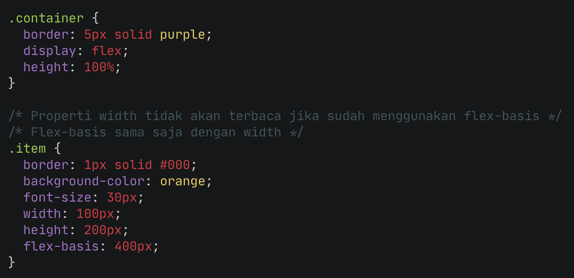 .container {
  border: 5px solid purple;
  display: flex;
  height: 100%;
}

/* Properti width tidak akan terbaca jika sudah menggunakan flex-basis */
/* Flex-basis sama saja dengan width */
.item {
  border: 1px solid #000;
  background-color: orange;
  font-size: 30px;
  width: 100px;
  height: 200px;
  flex-basis: 400px;
}